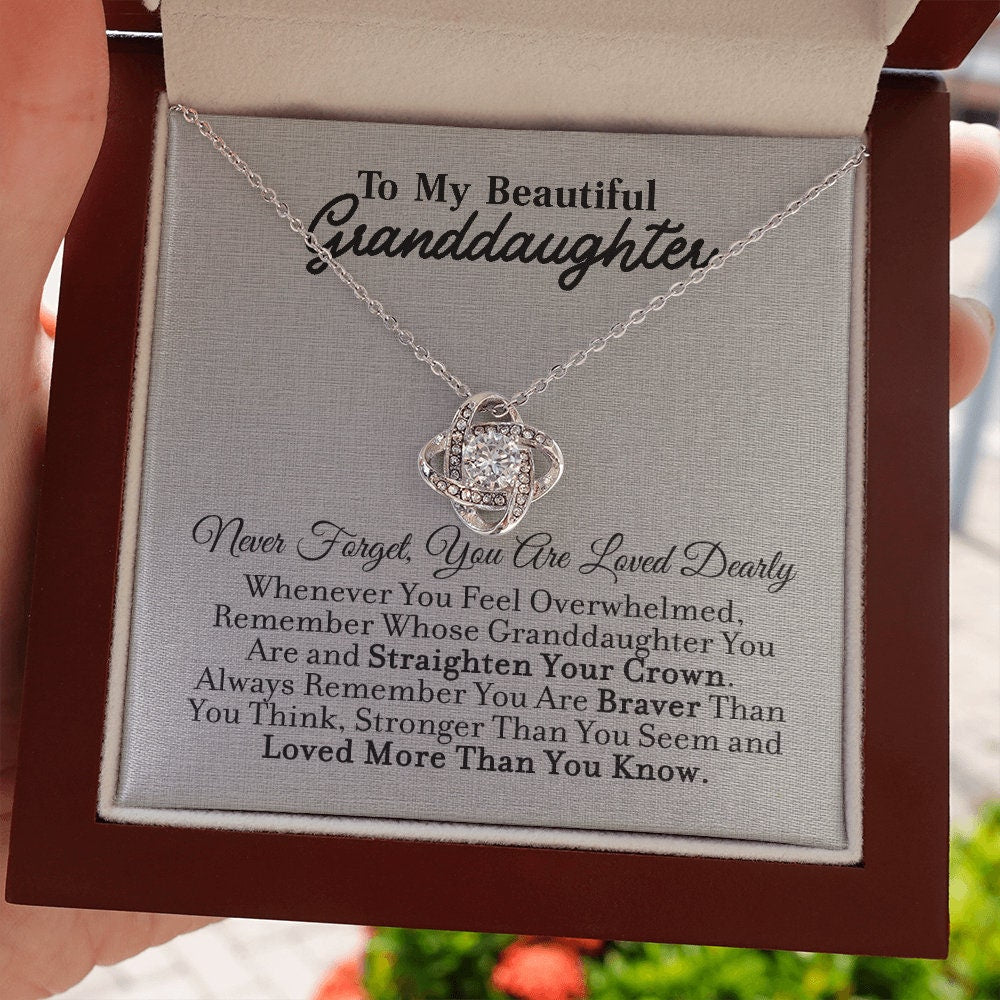 To My Beautiful
Granddaughter
Never Forget, You Are Loved Dearly
Whenever You Feel Overwhelmed,
Remember Whose Granddaughter You
Are and Straighten Your Crown.
Always Remember You Are Braver Than
You Think, Stronger Than You Seem and
Loved More Than You Know.